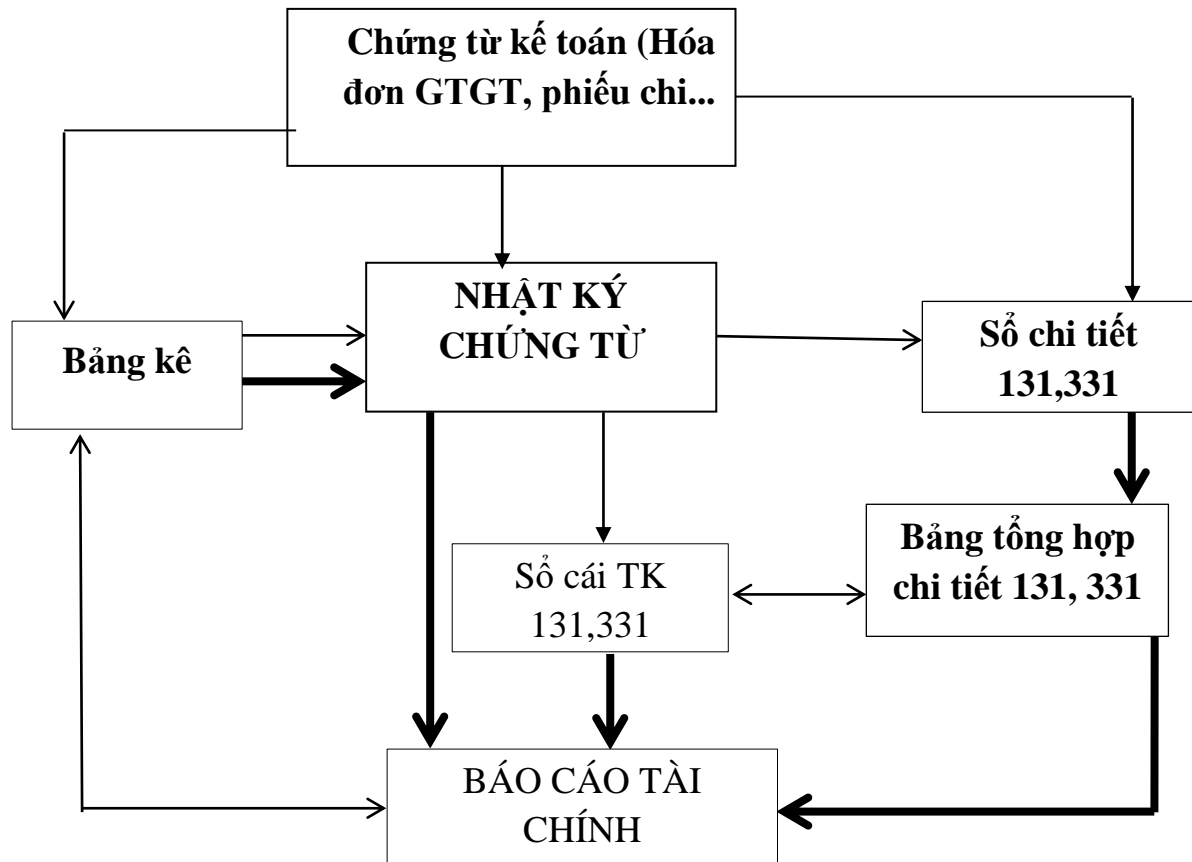 Chứng từ kế toán (Hóa
đơn GTGT, phiếu chi...
NHẬT KÝ
CHỨNG TỪ
Bảng kê
Sổ chi tiết
131,331
Bảng tổng hợp
chi tiết 131, 331
Sổ cái TK
131,331
BÁO CÁO TÀI
CHÍNH